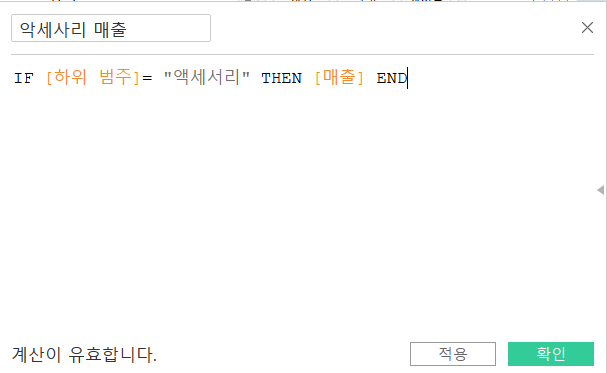 악세사리 매출
IF [하위 범주]= "액세서리" THEN [매출] END
계산이 유효합니다.
적용
확인